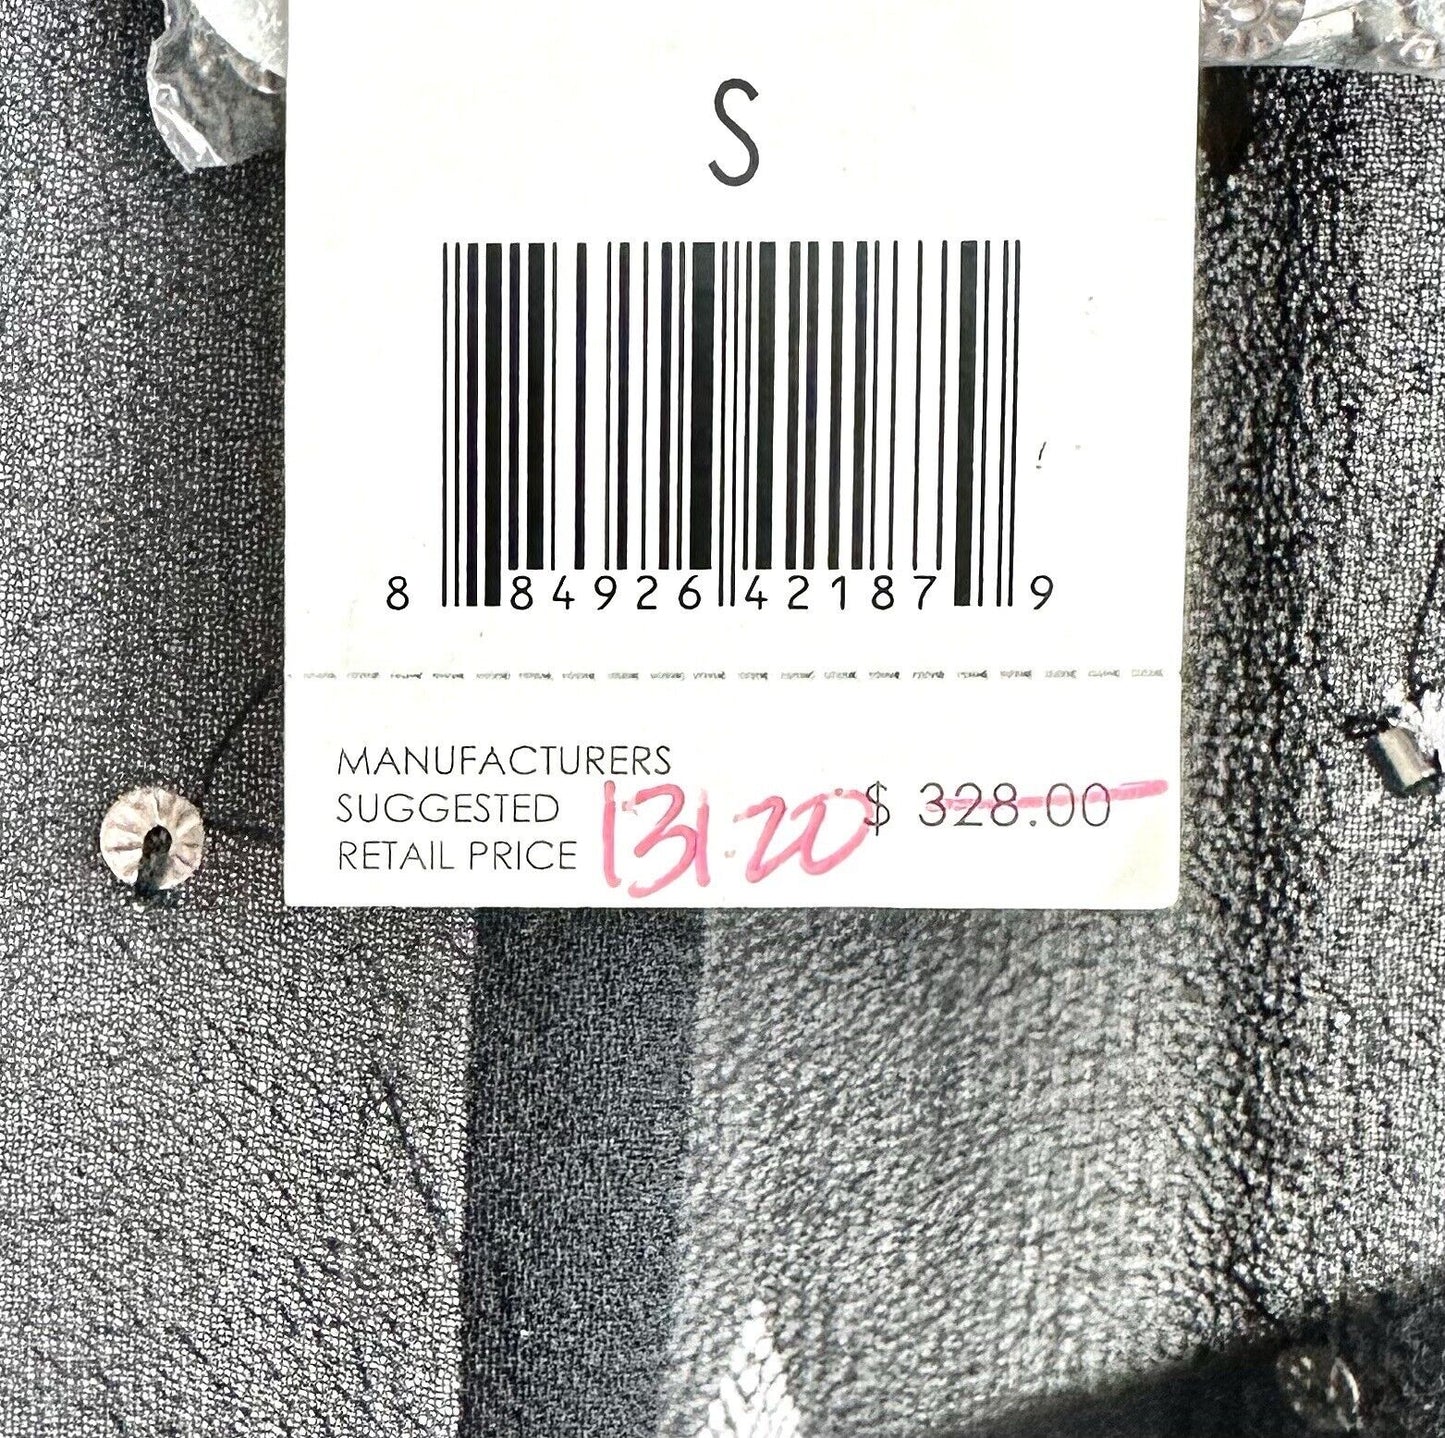 S
8 84926 42187 9
MANUFACTURERS
SUGGESTED
RETAIL PRICE
131.20
$ 328.00